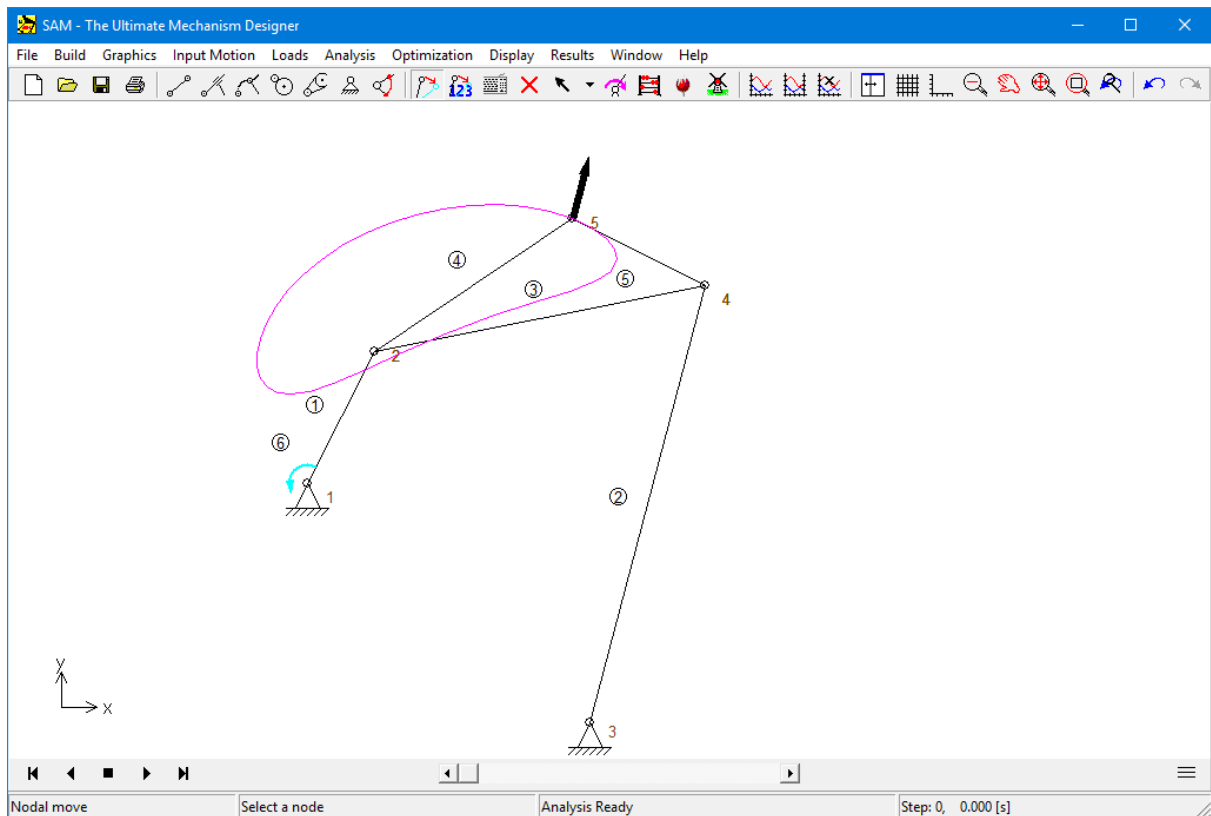 SAM - The Ultimate Mechanism Designer
File Build Graphics Input Motion Loads Analysis Optimization Display Results Window Help
123
5
④
③
⑤
4
2
①
⑥
1
②
3
y
x
Nodal move Select a node Analysis Ready Step: 0, 0.000 [s]